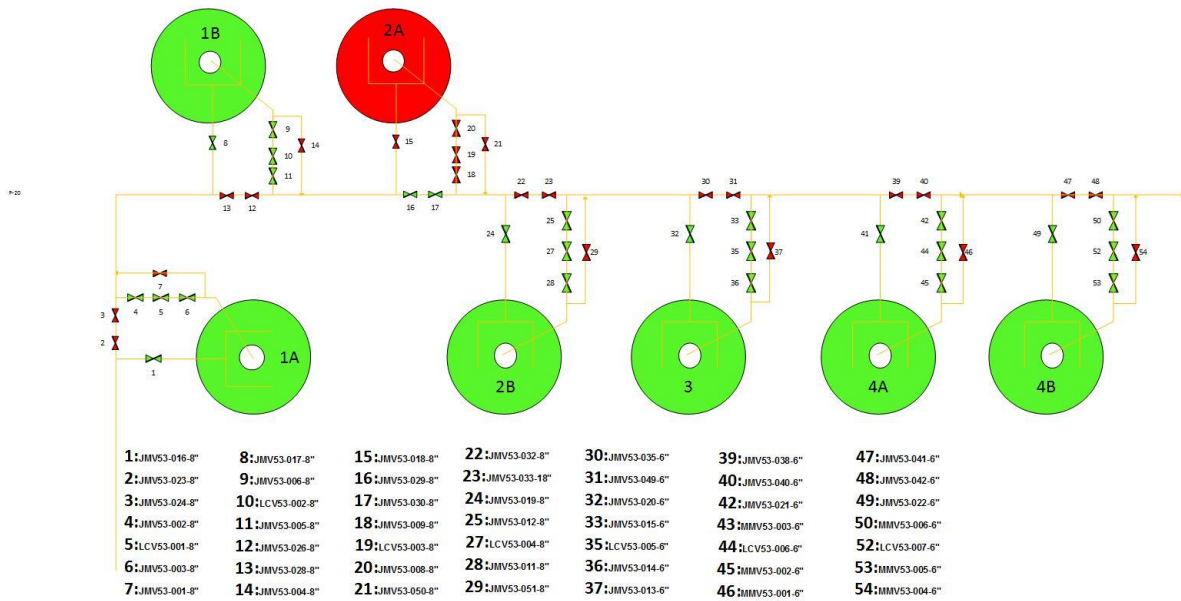 1B
2A
8
9
10
11
14
15
20
19
18
21
P-20
13 12
16 17
22 23
30 31
39 40
47 48
24
25
27
28
29
32
33
35
36
37
41
42
44
45
46
49
50
52
53
54
7
4 5 6
3
2
1
1A
2B
3
4A
4B
1:JMV53-016-8"
2:JMV53-023-8"
3:JMV53-024-8"
4:JMV53-002-8"
5:LCV53-001-8"
6:JMV53-003-8"
7:JMV53-001-8"
8:JMV53-017-8"
9:JMV53-006-8"
10:LCV53-002-8"
11:JMV53-005-8"
12:JMV53-026-8"
13:JMV53-028-8"
14:JMV53-004-8"
15:JMV53-018-8"
16:JMV53-029-8"
17:JMV53-030-8"
18:JMV53-009-8"
19:LCV53-003-8"
20:JMV53-008-8"
21:JMV53-050-8"
22:JMV53-032-8"
23:JMV53-033-18"
24:JMV53-019-8"
25:JMV53-012-8"
27:LCV53-004-8"
28:JMV53-011-8"
29:JMV53-051-8"
30:JMV53-035-6"
31:JMV53-049-6"
32:JMV53-020-6"
33:JMV53-015-6"
35:LCV53-005-6"
36:JMV53-014-6"
37:JMV53-013-6"
39:JMV53-038-6"
40:JMV53-040-6"
42:JMV53-021-6"
43:MMV53-003-6"
44:LCV53-006-6"
45:MMV53-002-6"
46:MMV53-001-6"
47:JMV53-041-6"
48:JMV53-042-6"
49:JMV53-022-6"
50:MMV53-006-6"
52:LCV53-007-6"
53:MMV53-005-6"
54:MMV53-004-6"